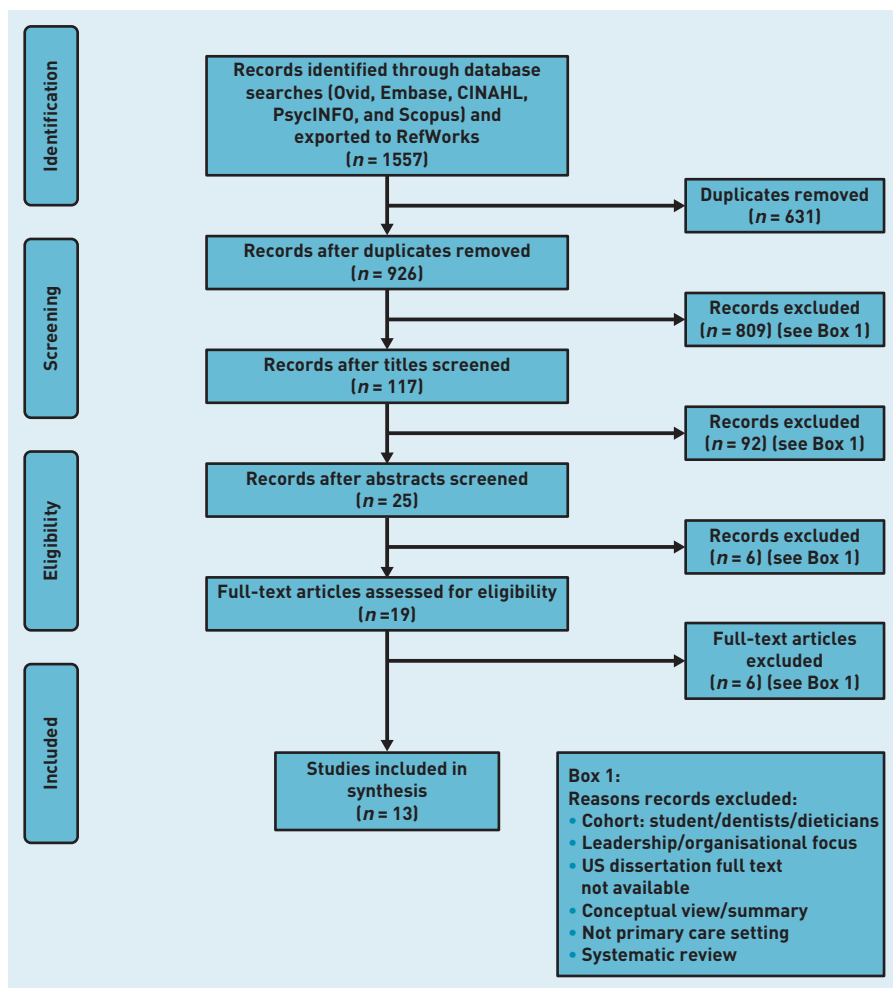 Identification
Records identified through database
searches (Ovid, Embase, CINAHL,
PsycINFO, and Scopus) and
exported to RefWorks
(n = 1557)
Duplicates removed
(n = 631)
Screening
Records after duplicates removed
(n = 926)
Records excluded
(n = 809) (see Box 1)
Records after titles screened
(n = 117)
Records excluded
(n = 92) (see Box 1)
Eligibility
Records after abstracts screened
(n = 25)
Records excluded
(n = 6) (see Box 1)
Full-text articles assessed for eligibility
(n =19)
Full-text articles
excluded
(n = 6) (see Box 1)
Included
Studies included in
synthesis
(n = 13)
Box 1:
Reasons records excluded:
• Cohort: student/dentists/dieticians
• Leadership/organisational focus
• US dissertation full text
not available
• Conceptual view/summary
• Not primary care setting
• Systematic review